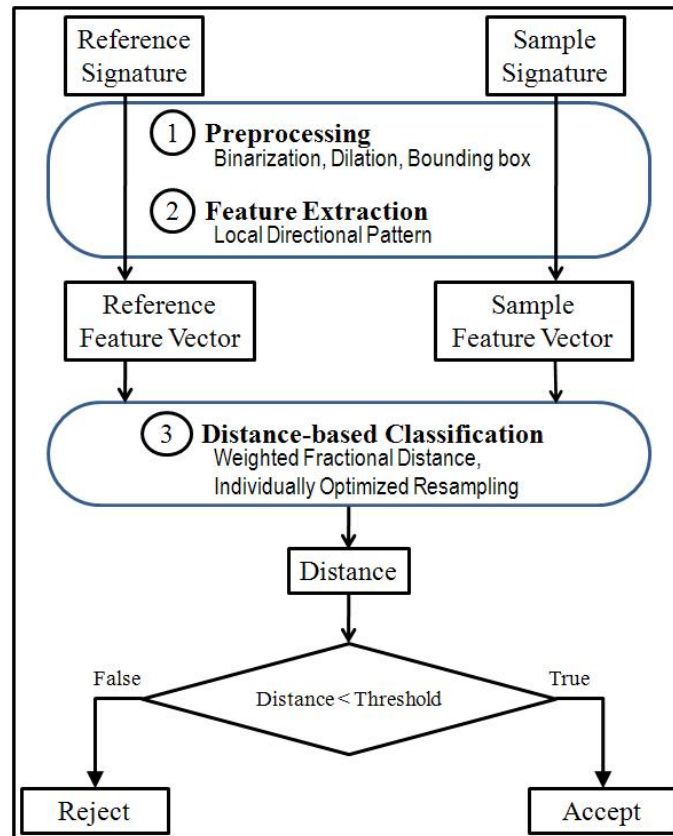 Reference
Signature
Sample
Signature
1 Preprocessing
Binarization, Dilation, Bounding box
2 Feature Extraction
Local Directional Pattern
Reference
Feature Vector
Sample
Feature Vector
3 Distance-based Classification
Weighted Fractional Distance,
Individually Optimized Resampling
Distance
False
True
Distance < Threshold
Reject
Accept